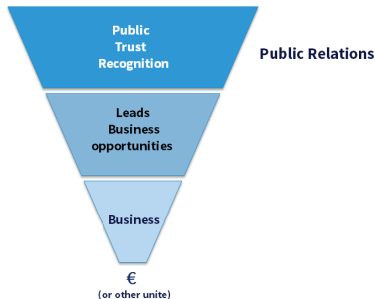 Public
Trust
Recognition
Public Relations
Leads
Business
opportunities
Business
€
(or other unite)